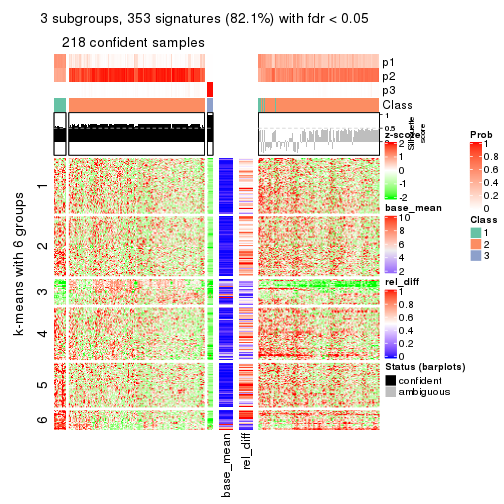 3 subgroups, 353 signatures (82.1%) with fdr < 0.05
218 confident samples
p1
p2
p3
Class
1
0.5
0
Silhouette
score
k-means with 6 groups
1
2
3
4
5
6
base_mean
rel_diff
z-score
2
1
0
-1
-2
base_mean
10
8
6
4
2
rel_diff
1
0.8
0.6
0.4
0.2
0
Status (barplots)
confident
ambiguous
Prob
1
0.8
0.6
0.4
0.2
0
Class
1
2
3